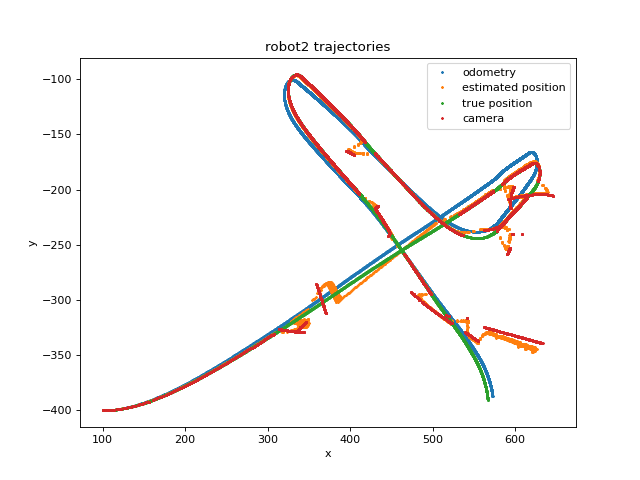 robot2 trajectories
odometry
estimated position
true position
camera
−100
−150
−200
−250
−300
−350
−400
y
100
200
300
400
500
600
x